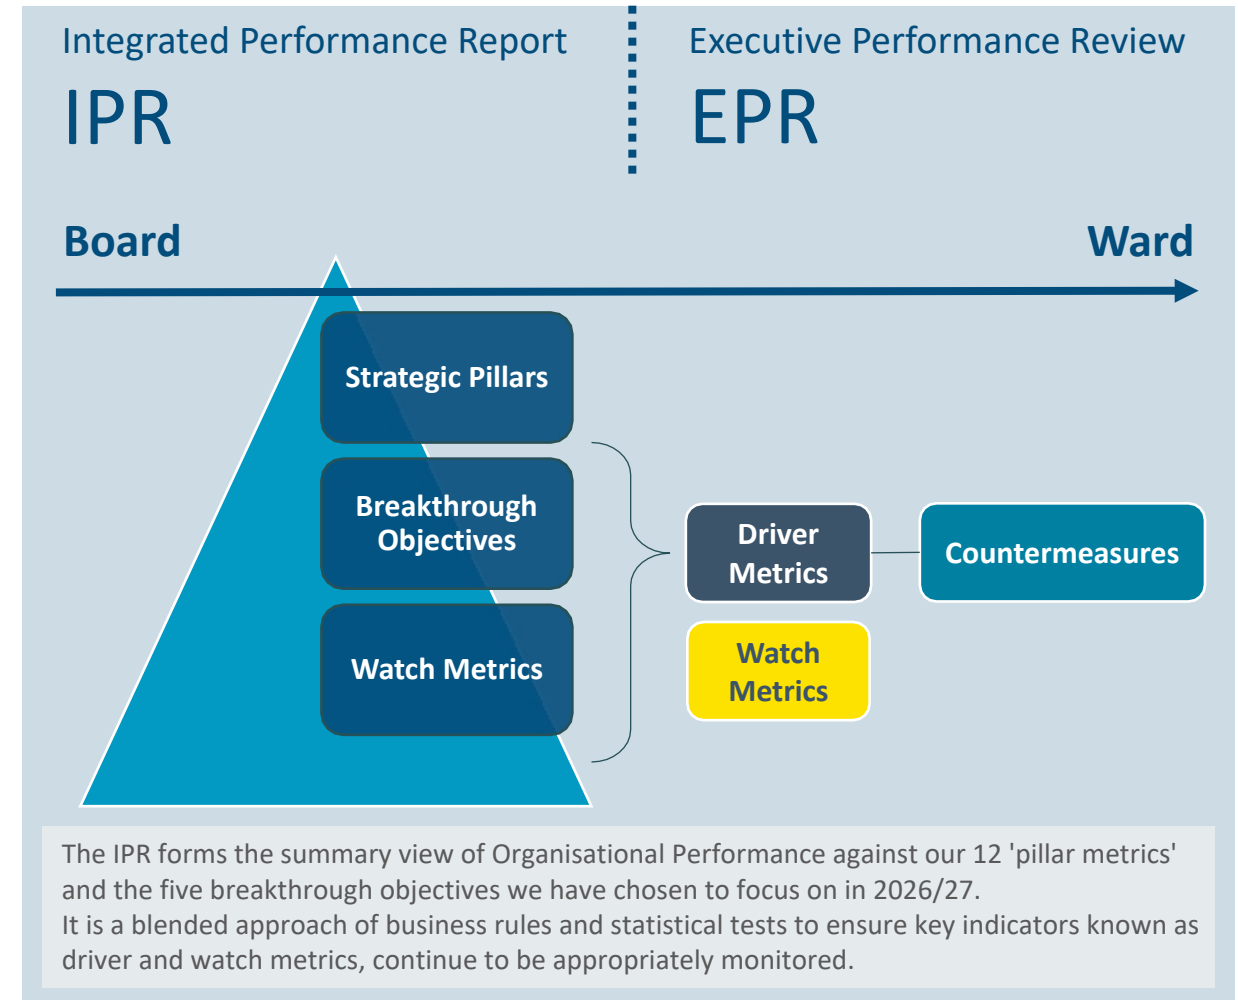 Integrated Performance Report
IPR
Executive Performance Review
EPR
Board
Ward
Strategic Pillars
Breakthrough
Objectives
Watch Metrics
Driver
Metrics
Countermeasures
Watch
Metrics
The IPR forms the summary view of Organisational Performance against our 12 'pillar metrics'
and the five breakthrough objectives we have chosen to focus on in 2026/27.
It is a blended approach of business rules and statistical tests to ensure key indicators known as
driver and watch metrics, continue to be appropriately monitored.